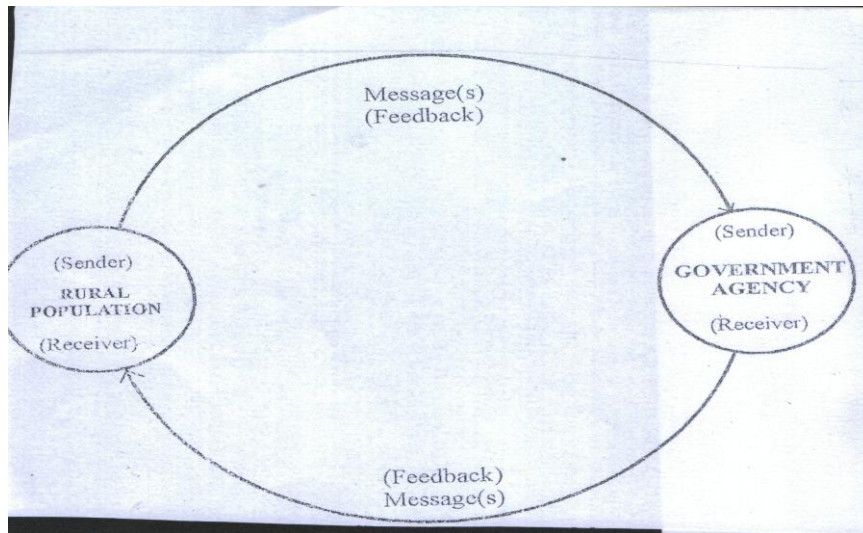 Message(s)
(Feedback)
(Sender)
RURAL
POPULATION
(Receiver)
(Sender)
GOVERNMENT
AGENCY
(Receiver)
(Feedback)
Message(s)